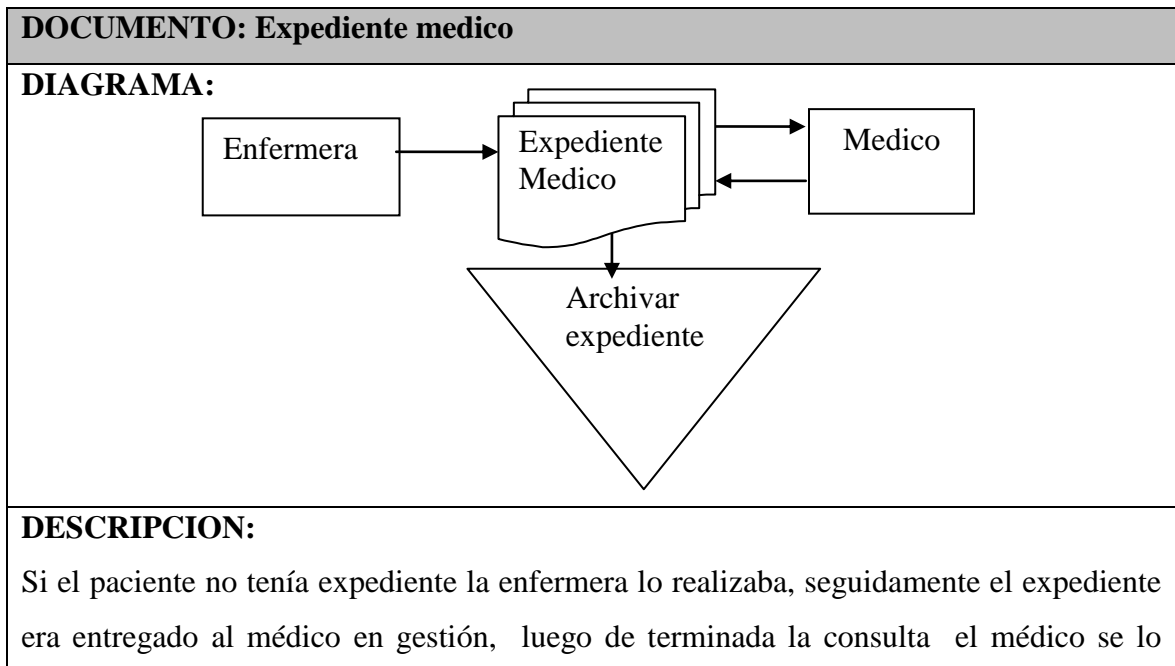 DOCUMENTO: Expediente medico
DIAGRAMA:
Enfermera
Expediente
Medico
Medico
Archivar
expediente
DESCRIPCION:
Si el paciente no tenía expediente la enfermera lo realizaba, seguidamente el expediente
era entregado al médico en gestión, luego de terminada la consulta el médico se lo